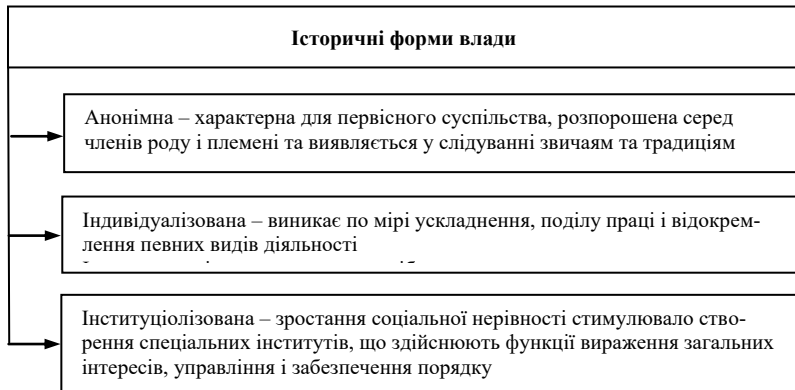 Історичні форми влади
Анонімна – характерна для первісного суспільства, розпорошена серед
членів роду і племені та виявляється у слідуванні звичаям та традиціям
Індивідуалізована – виникає по мірі ускладнення, поділу праці і відокрем-
лення певних видів діяльності
Інституціолізована – зростання соціальної нерівності стимулювало ство-
рення спеціальних інститутів, що здійснюють функції вираження загальних
інтересів, управління і забезпечення порядку